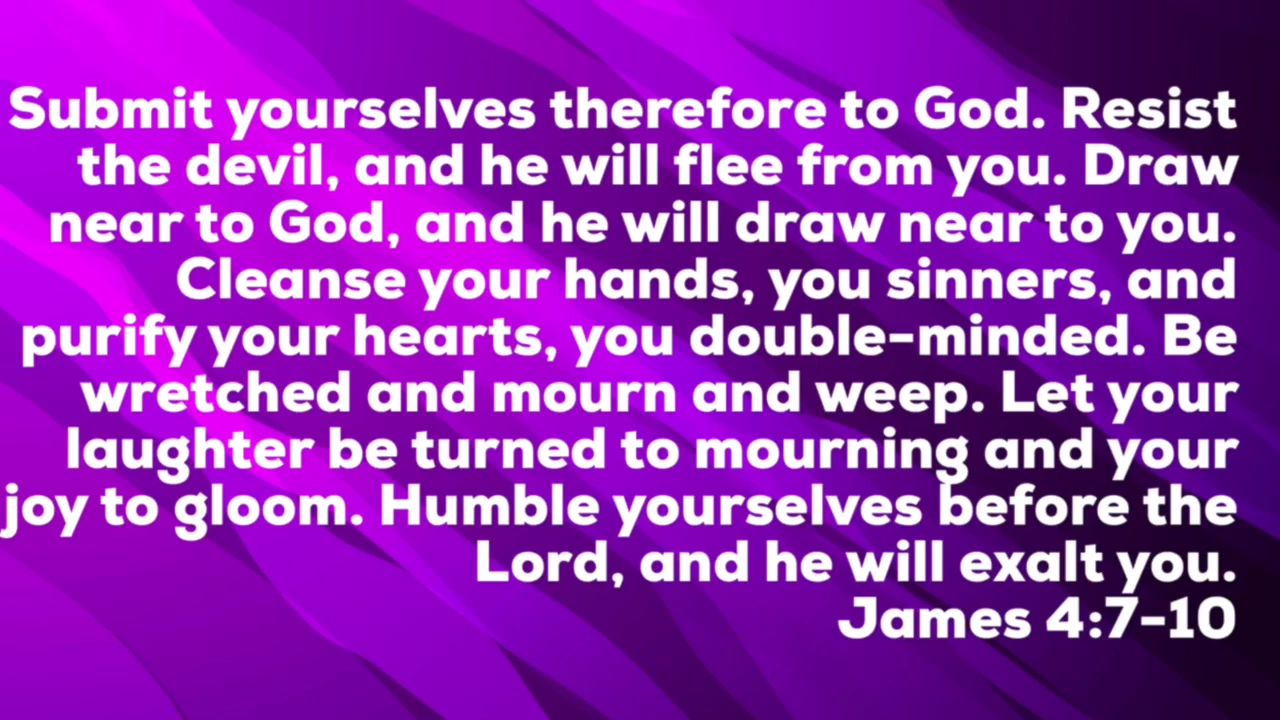 Submit yourselves therefore to God. Resist
the devil, and he will flee from you. Draw
near to God, and he will draw near to you.
Cleanse your hands, you sinners, and
purify your hearts, you double-minded. Be
wretched and mourn and weep. Let your
laughter be turned to mourning and your
joy to gloom. Humble yourselves before the
Lord, and he will exalt you.
James 4:7-10